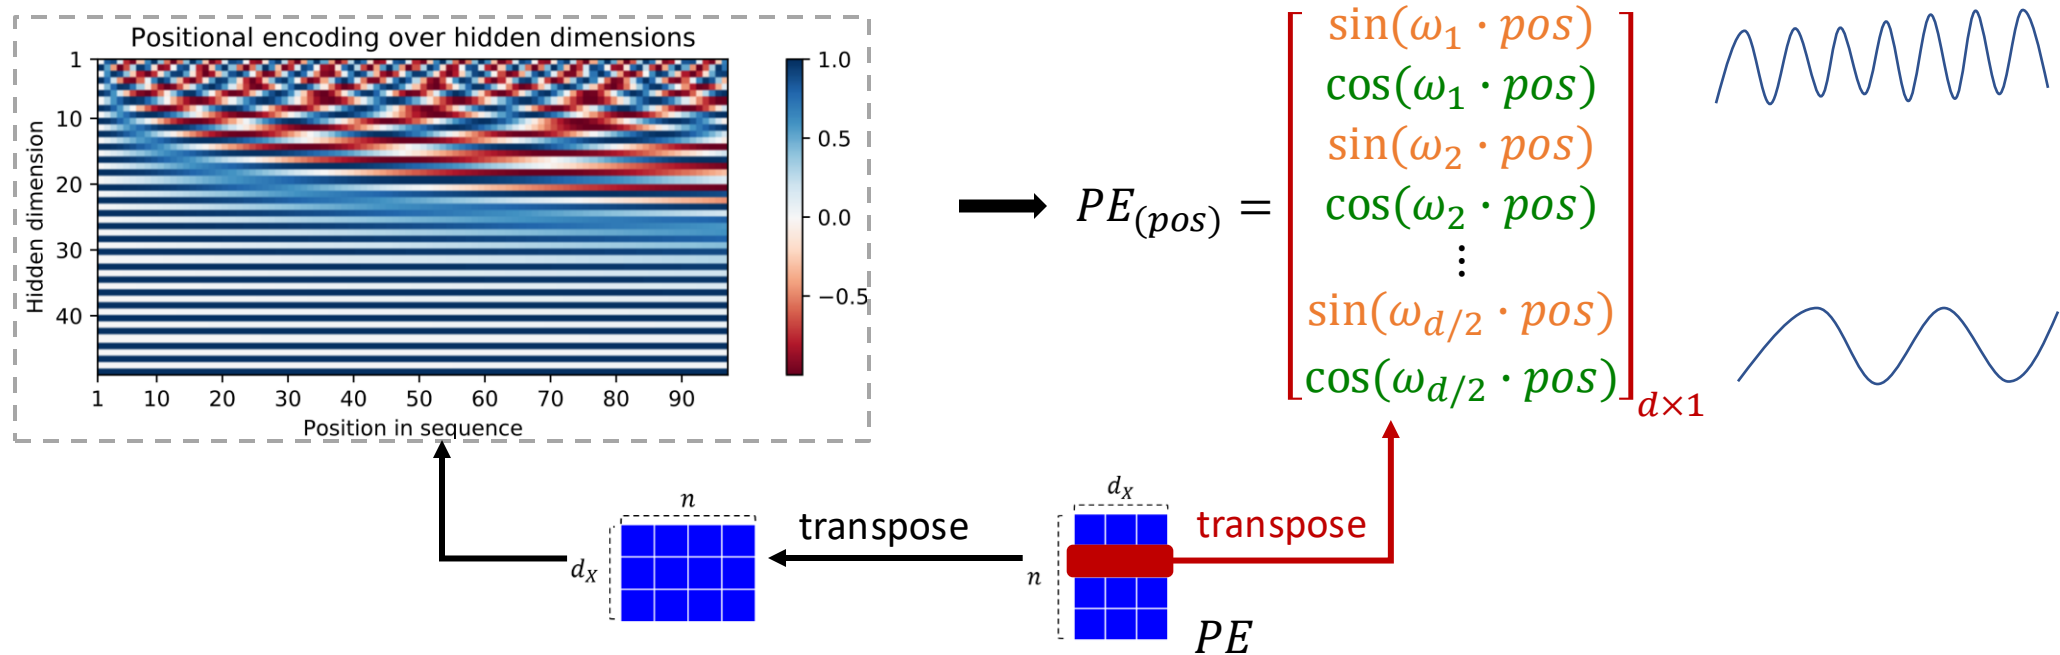 Positional encoding over hidden dimensions
Hidden dimension
1
10
20
30
40
1 10 20 30 40 50 60 70 80 90
Position in sequence
1.0
0.5
0.0
−0.5
PE(pos) =
sin(ω1 · pos)
cos(ω1 · pos)
sin(ω2 · pos)
cos(ω2 · pos)
⋮
sin(ωd/2 · pos)
cos(ωd/2 · pos)
d×1
n
dX
transpose
dX
n
transpose
PE